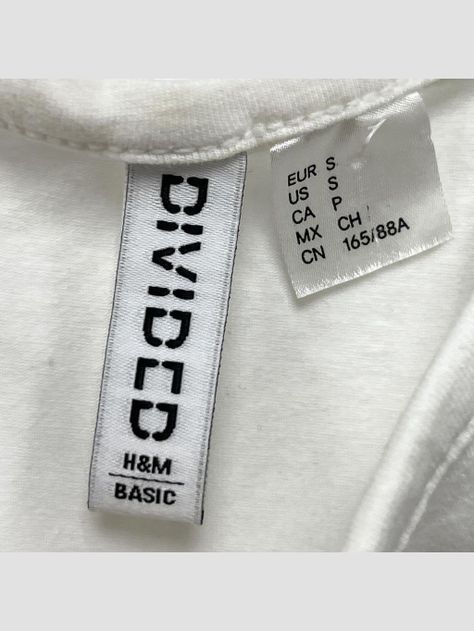 DIVIDED
H&M
BASIC
EUR S
US S
CA P
MX CH
CN 165/88A